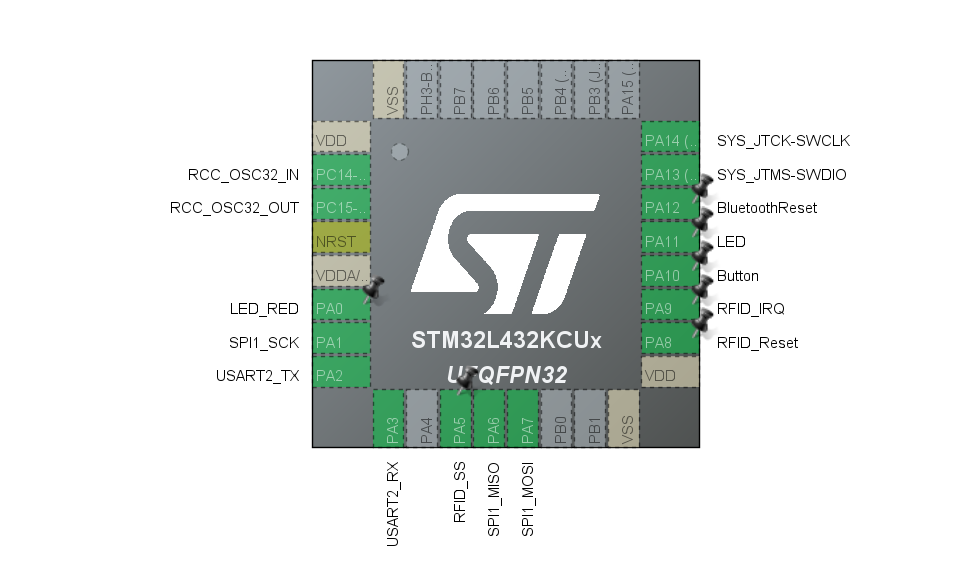 VSS
PH3-B...
PB7
PB6
PB5
PB4 (...
PB3 (J...
PA15 (...
VDD
PA14 (...
SYS_JTCK-SWCLK
RCC_OSC32_IN
PC14-...
PA13 (...
SYS_JTMS-SWDIO
RCC_OSC32_OUT
PC15-...
PA12
BluetoothReset
NRST
PA11
LED
VDDA/...
PA10
Button
LED_RED
PA0
PA9
RFID_IRQ
SPI1_SCK
PA1
STM32L432KCUx
PA8
RFID_Reset
USART2_TX
PA2
UFQFPN32
VDD
PA3
PA4
PA5
PA6
PA7
PB0
PB1
VSS
USART2_RX
RFID_SS
SPI1_MISO
SPI1_MOSI